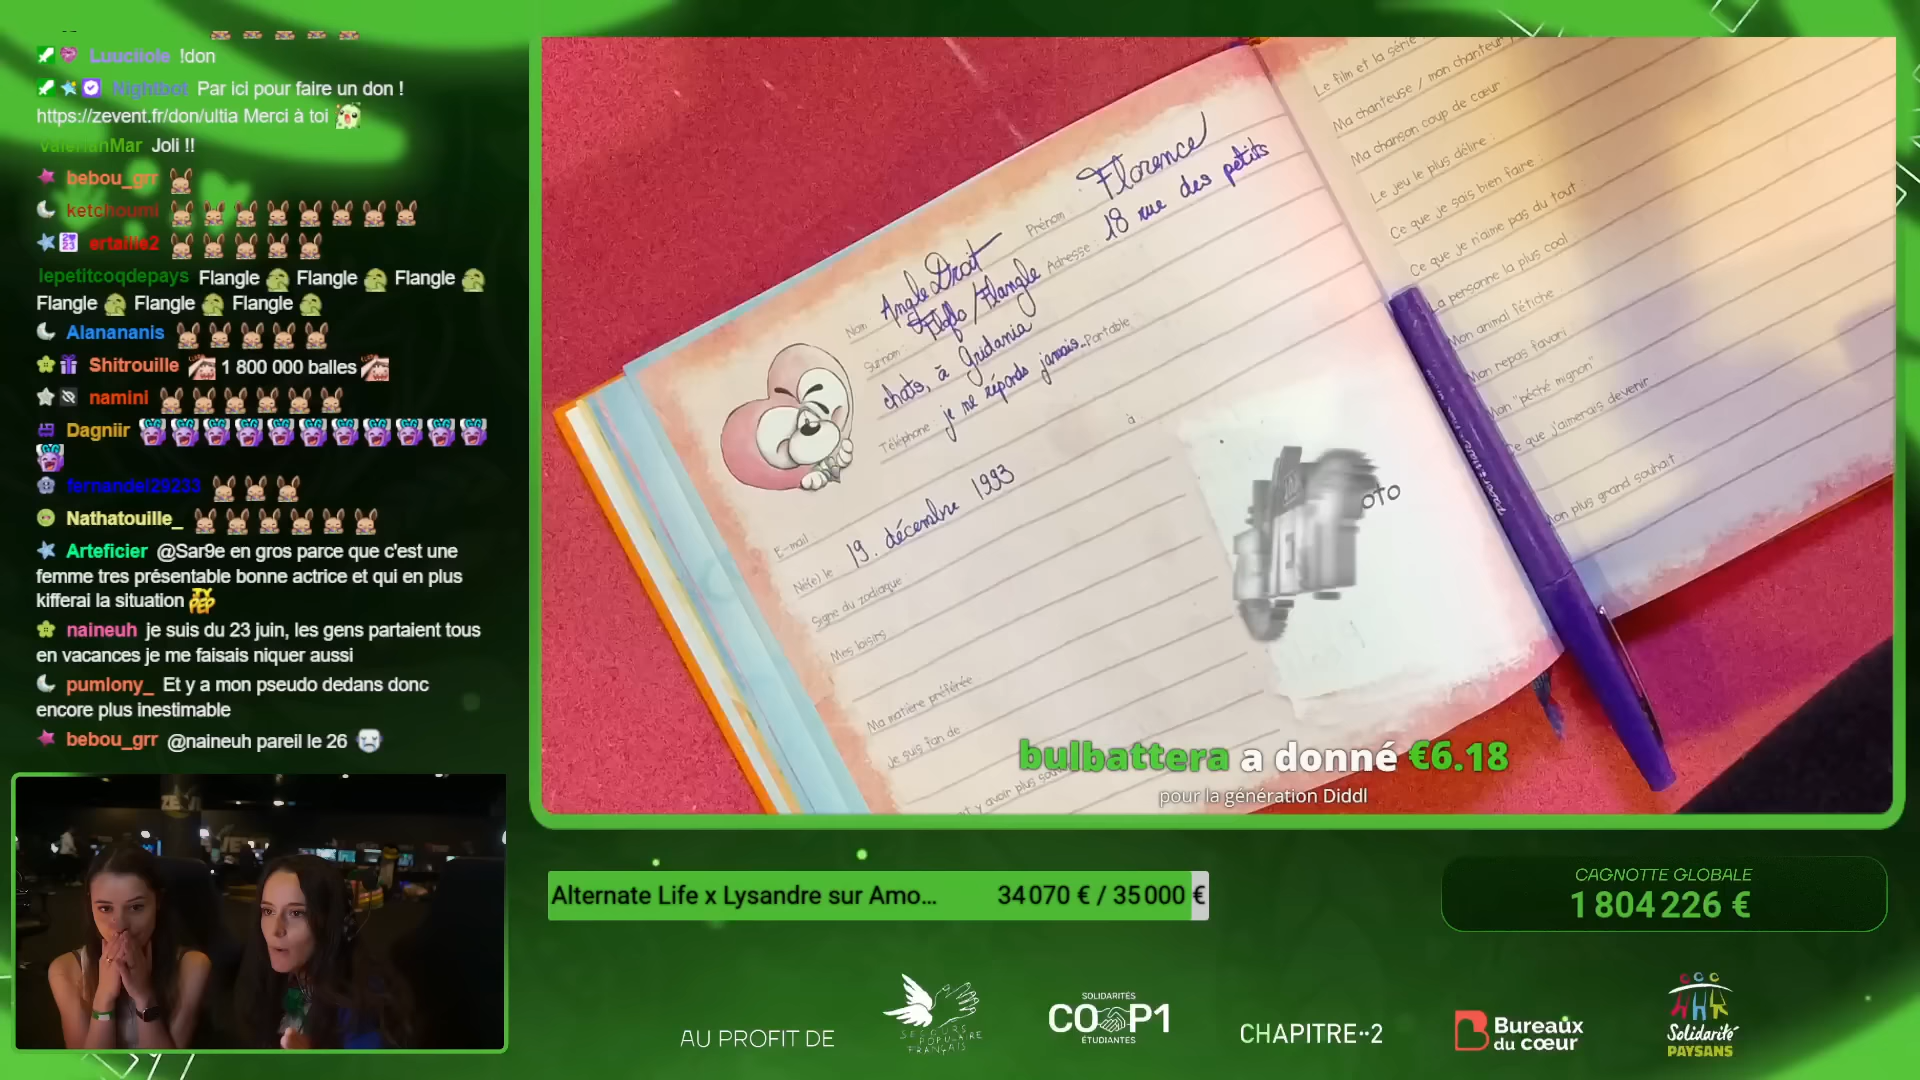 Luuciiole !don
Nightbot Par ici pour faire un don !
https://zevent.fr/don/ultia Merci à toi
ValerianMar Joli !!
bebou_grr
ketchoumi
ertaille2
lepetitcoqdepays Flangle Flangle Flangle
Flangle Flangle Flangle
Alanananis
Shitrouille 1 800 000 balles
namini
Dagniir
fernandel29233
Nathatouille_
Arteficier @Sar9e en gros parce que c'est une
femme tres présentable bonne actrice et qui en plus
kifferai la situation
naineuh je suis du 23 juin, les gens partaient tous
en vacances je me faisais niquer aussi
pumlony_ Et y a mon pseudo dedans donc
encore plus inestimable
bebou_grr @naineuh pareil le 26
Nom Angle Droit Prénom : Florence
Surnom : Floflo / Flangle Adresse : 18 rue des petits
chats, à Gridania
Téléphone je ne réponds jamais Portable
E-mail à
Né(e) le 19. décembre 1993
Signe du zodiaque
Mes loisirs
Ma matière préférée
Je suis fan de
oto
Le film et la série
Ma chanteuse / mon chanteur
Ma chanson coup de cœur :
Le jeu le plus délire :
Ce que je sais bien faire :
Ce que je n'aime pas du tout :
La personne la plus cool
Mon animal fétiche :
Mon repas favori
Mon "péché mignon"
Ce que j'aimerais devenir
Mon plus grand souhait
bulbattera a donné €6.18
pour la génération Diddl
Alternate Life x Lysandre sur Amo... 34 070 € / 35 000 €
CAGNOTTE GLOBALE
1 804 226 €
AU PROFIT DE
SECOURS
POPULAIRE
FRANÇAIS
SOLIDARITÉS
COP1
ÉTUDIANTES
CHAPITRE··2
Bureaux
du cœur
Solidarité
PAYSANS